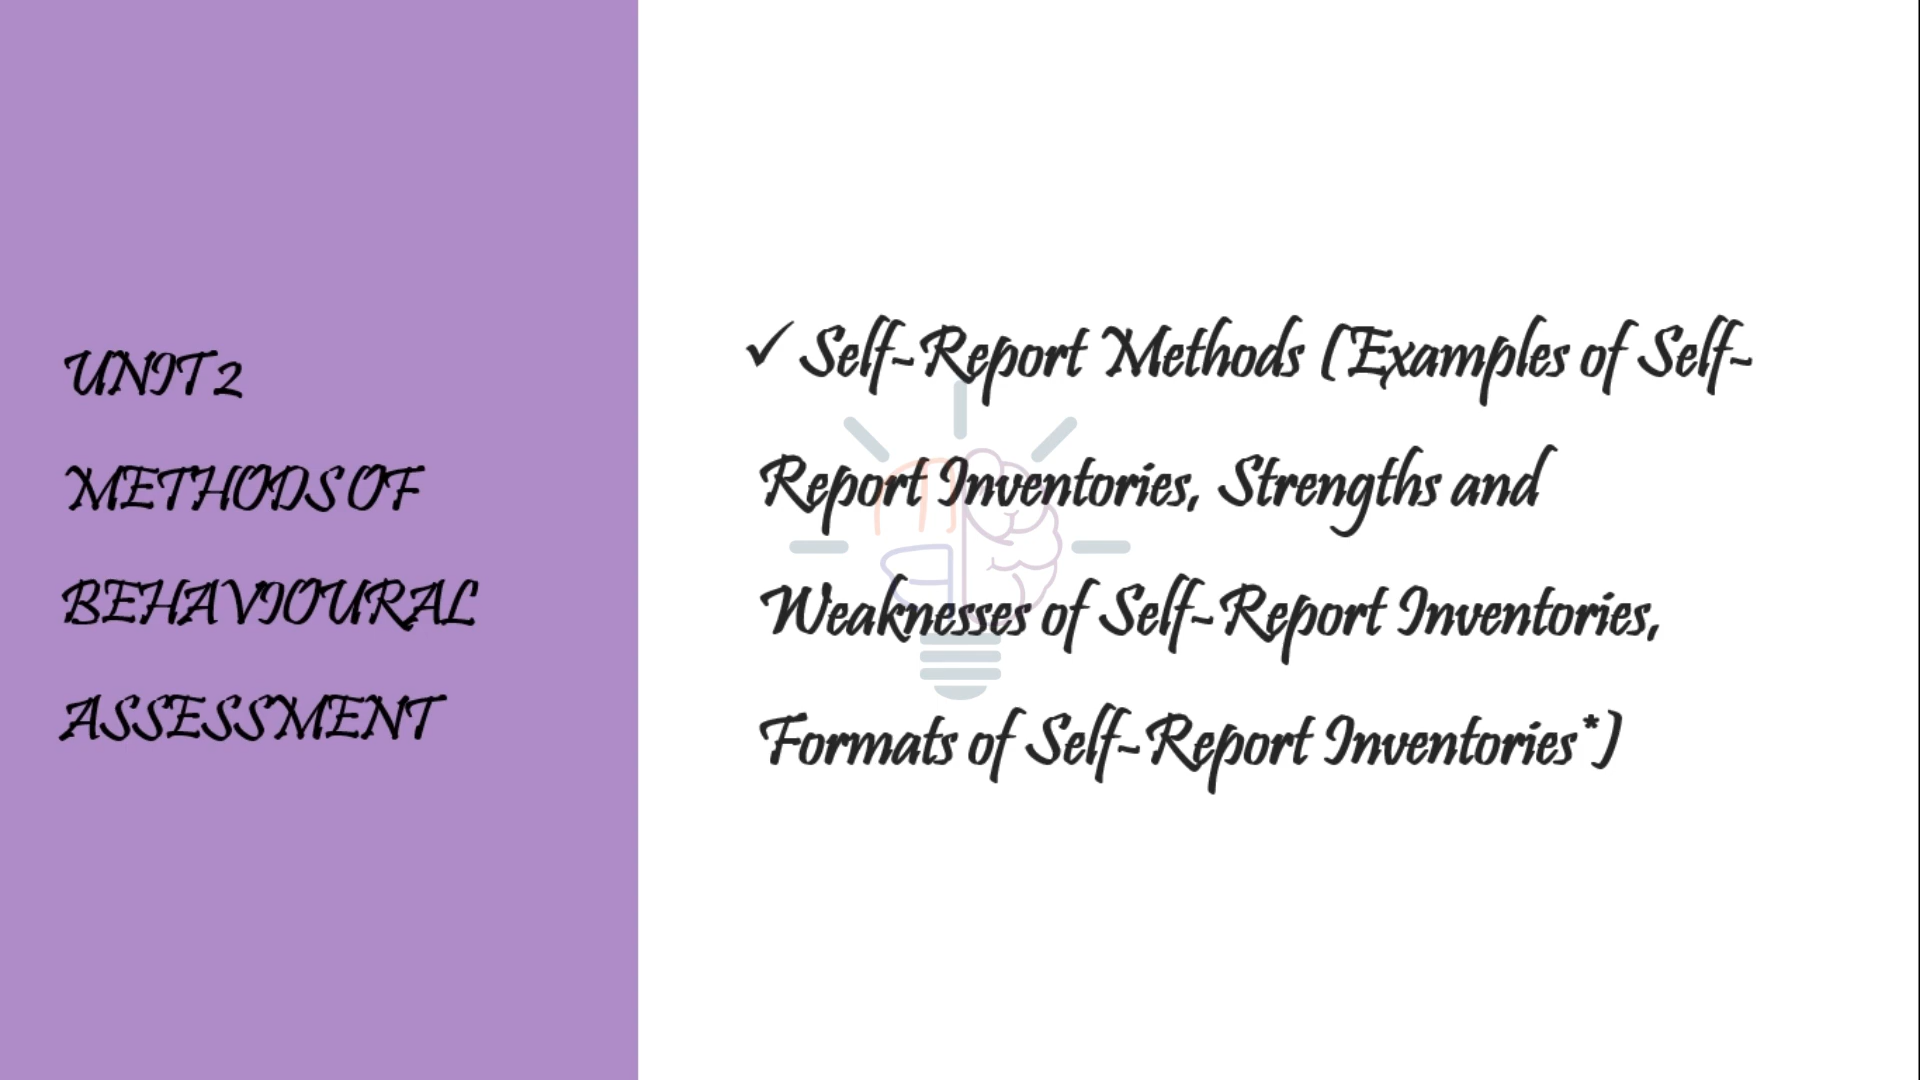 UNIT 2
METHODS OF
BEHAVIOURAL
ASSESSMENT
✓ Self-Report Methods (Examples of Self-
Report Inventories, Strengths and
Weaknesses of Self-Report Inventories,
Formats of Self-Report Inventories*)